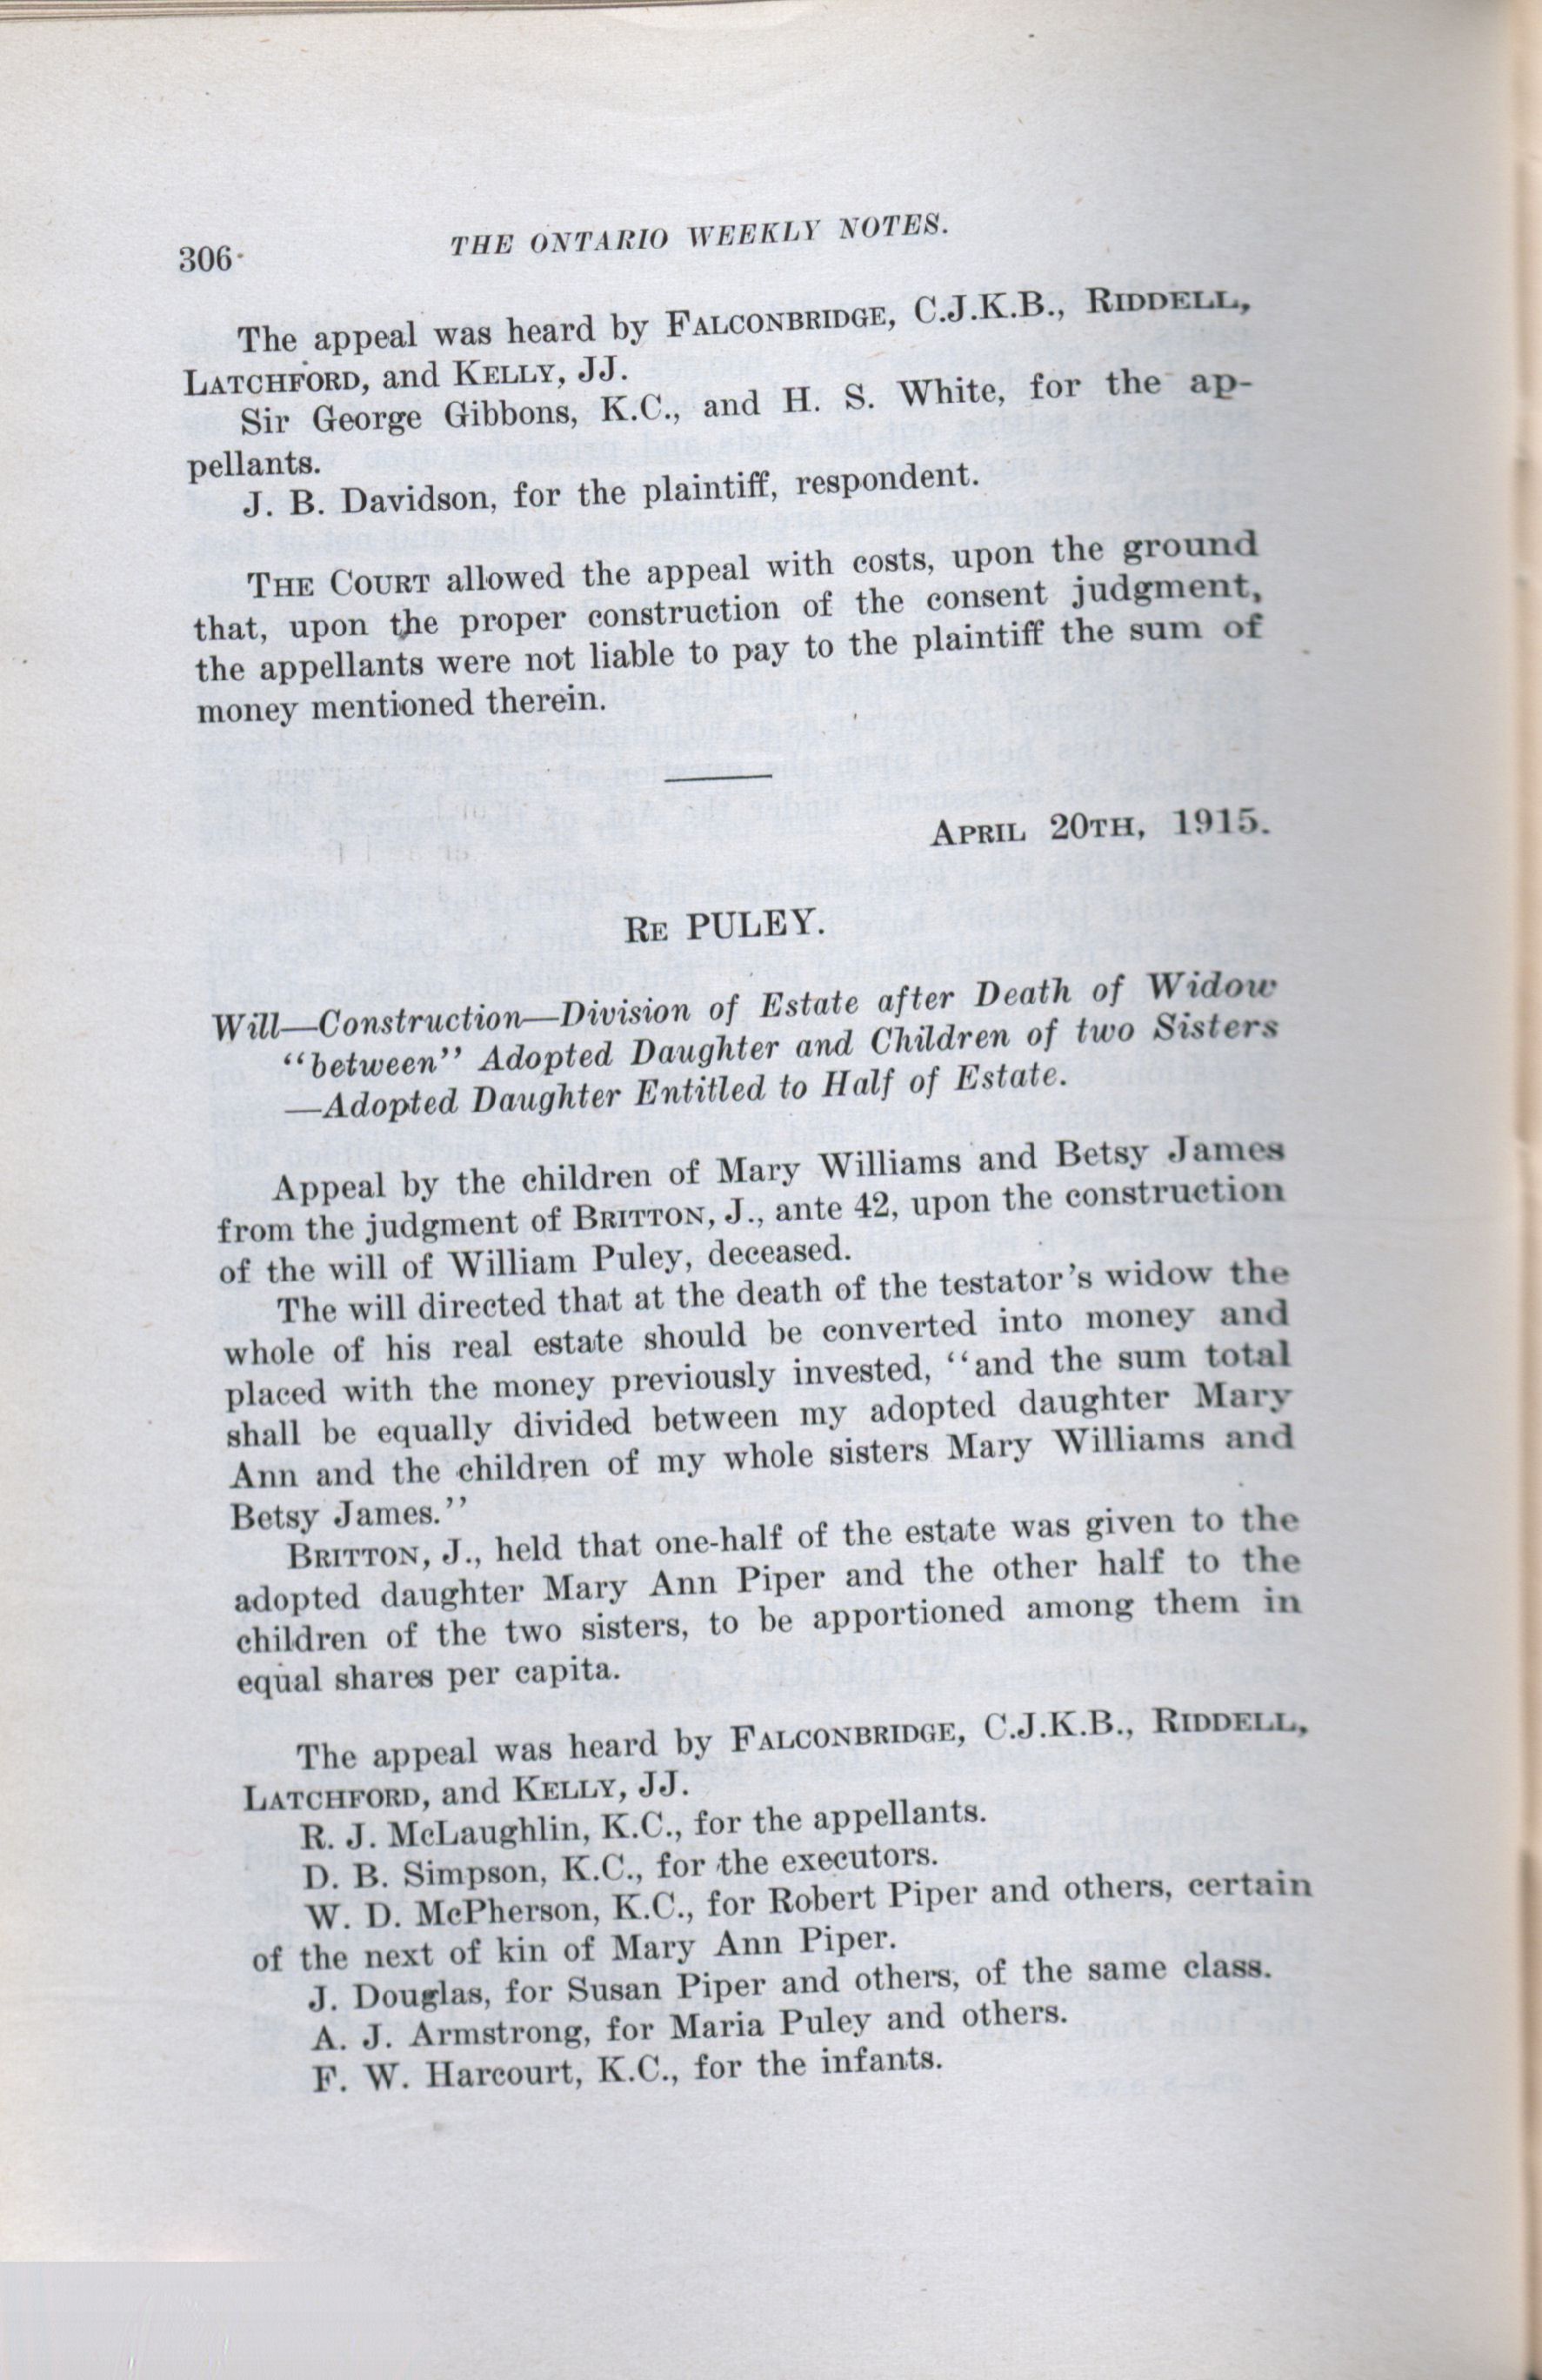 306
THE ONTARIO WEEKLY NOTES.
The appeal was heard by FALCONBRIDGE, C.J.K.B., RIDDELL,
LATCHFORD, and KELLY, JJ.
Sir George Gibbons, K.C., and H. S. White, for the ap-
pellants.
J. B. Davidson, for the plaintiff, respondent.
THE COURT allowed the appeal with costs, upon the ground
that, upon the proper construction of the consent judgment,
the appellants were not liable to pay to the plaintiff the sum of
money mentioned therein.
APRIL 20TH, 1915.
RE PULEY.
Will—Construction—Division of Estate after Death of Widow
“between” Adopted Daughter and Children of two Sisters
—Adopted Daughter Entitled to Half of Estate.
Appeal by the children of Mary Williams and Betsy James
from the judgment of BRITTON, J., ante 42, upon the construction
of the will of William Puley, deceased.
The will directed that at the death of the testator’s widow the
whole of his real estate should be converted into money and
placed with the money previously invested, “and the sum total
shall be equally divided between my adopted daughter Mary
Ann and the children of my whole sisters Mary Williams and
Betsy James.”
BRITTON, J., held that one-half of the estate was given to the
adopted daughter Mary Ann Piper and the other half to the
children of the two sisters, to be apportioned among them in
equal shares per capita.
The appeal was heard by FALCONBRIDGE, C.J.K.B., RIDDELL,
LATCHFORD, and KELLY, JJ.
R. J. McLaughlin, K.C., for the appellants.
D. B. Simpson, K.C., for the executors.
W. D. McPherson, K.C., for Robert Piper and others, certain
of the next of kin of Mary Ann Piper.
J. Douglas, for Susan Piper and others, of the same class.
A. J. Armstrong, for Maria Puley and others.
F. W. Harcourt, K.C., for the infants.